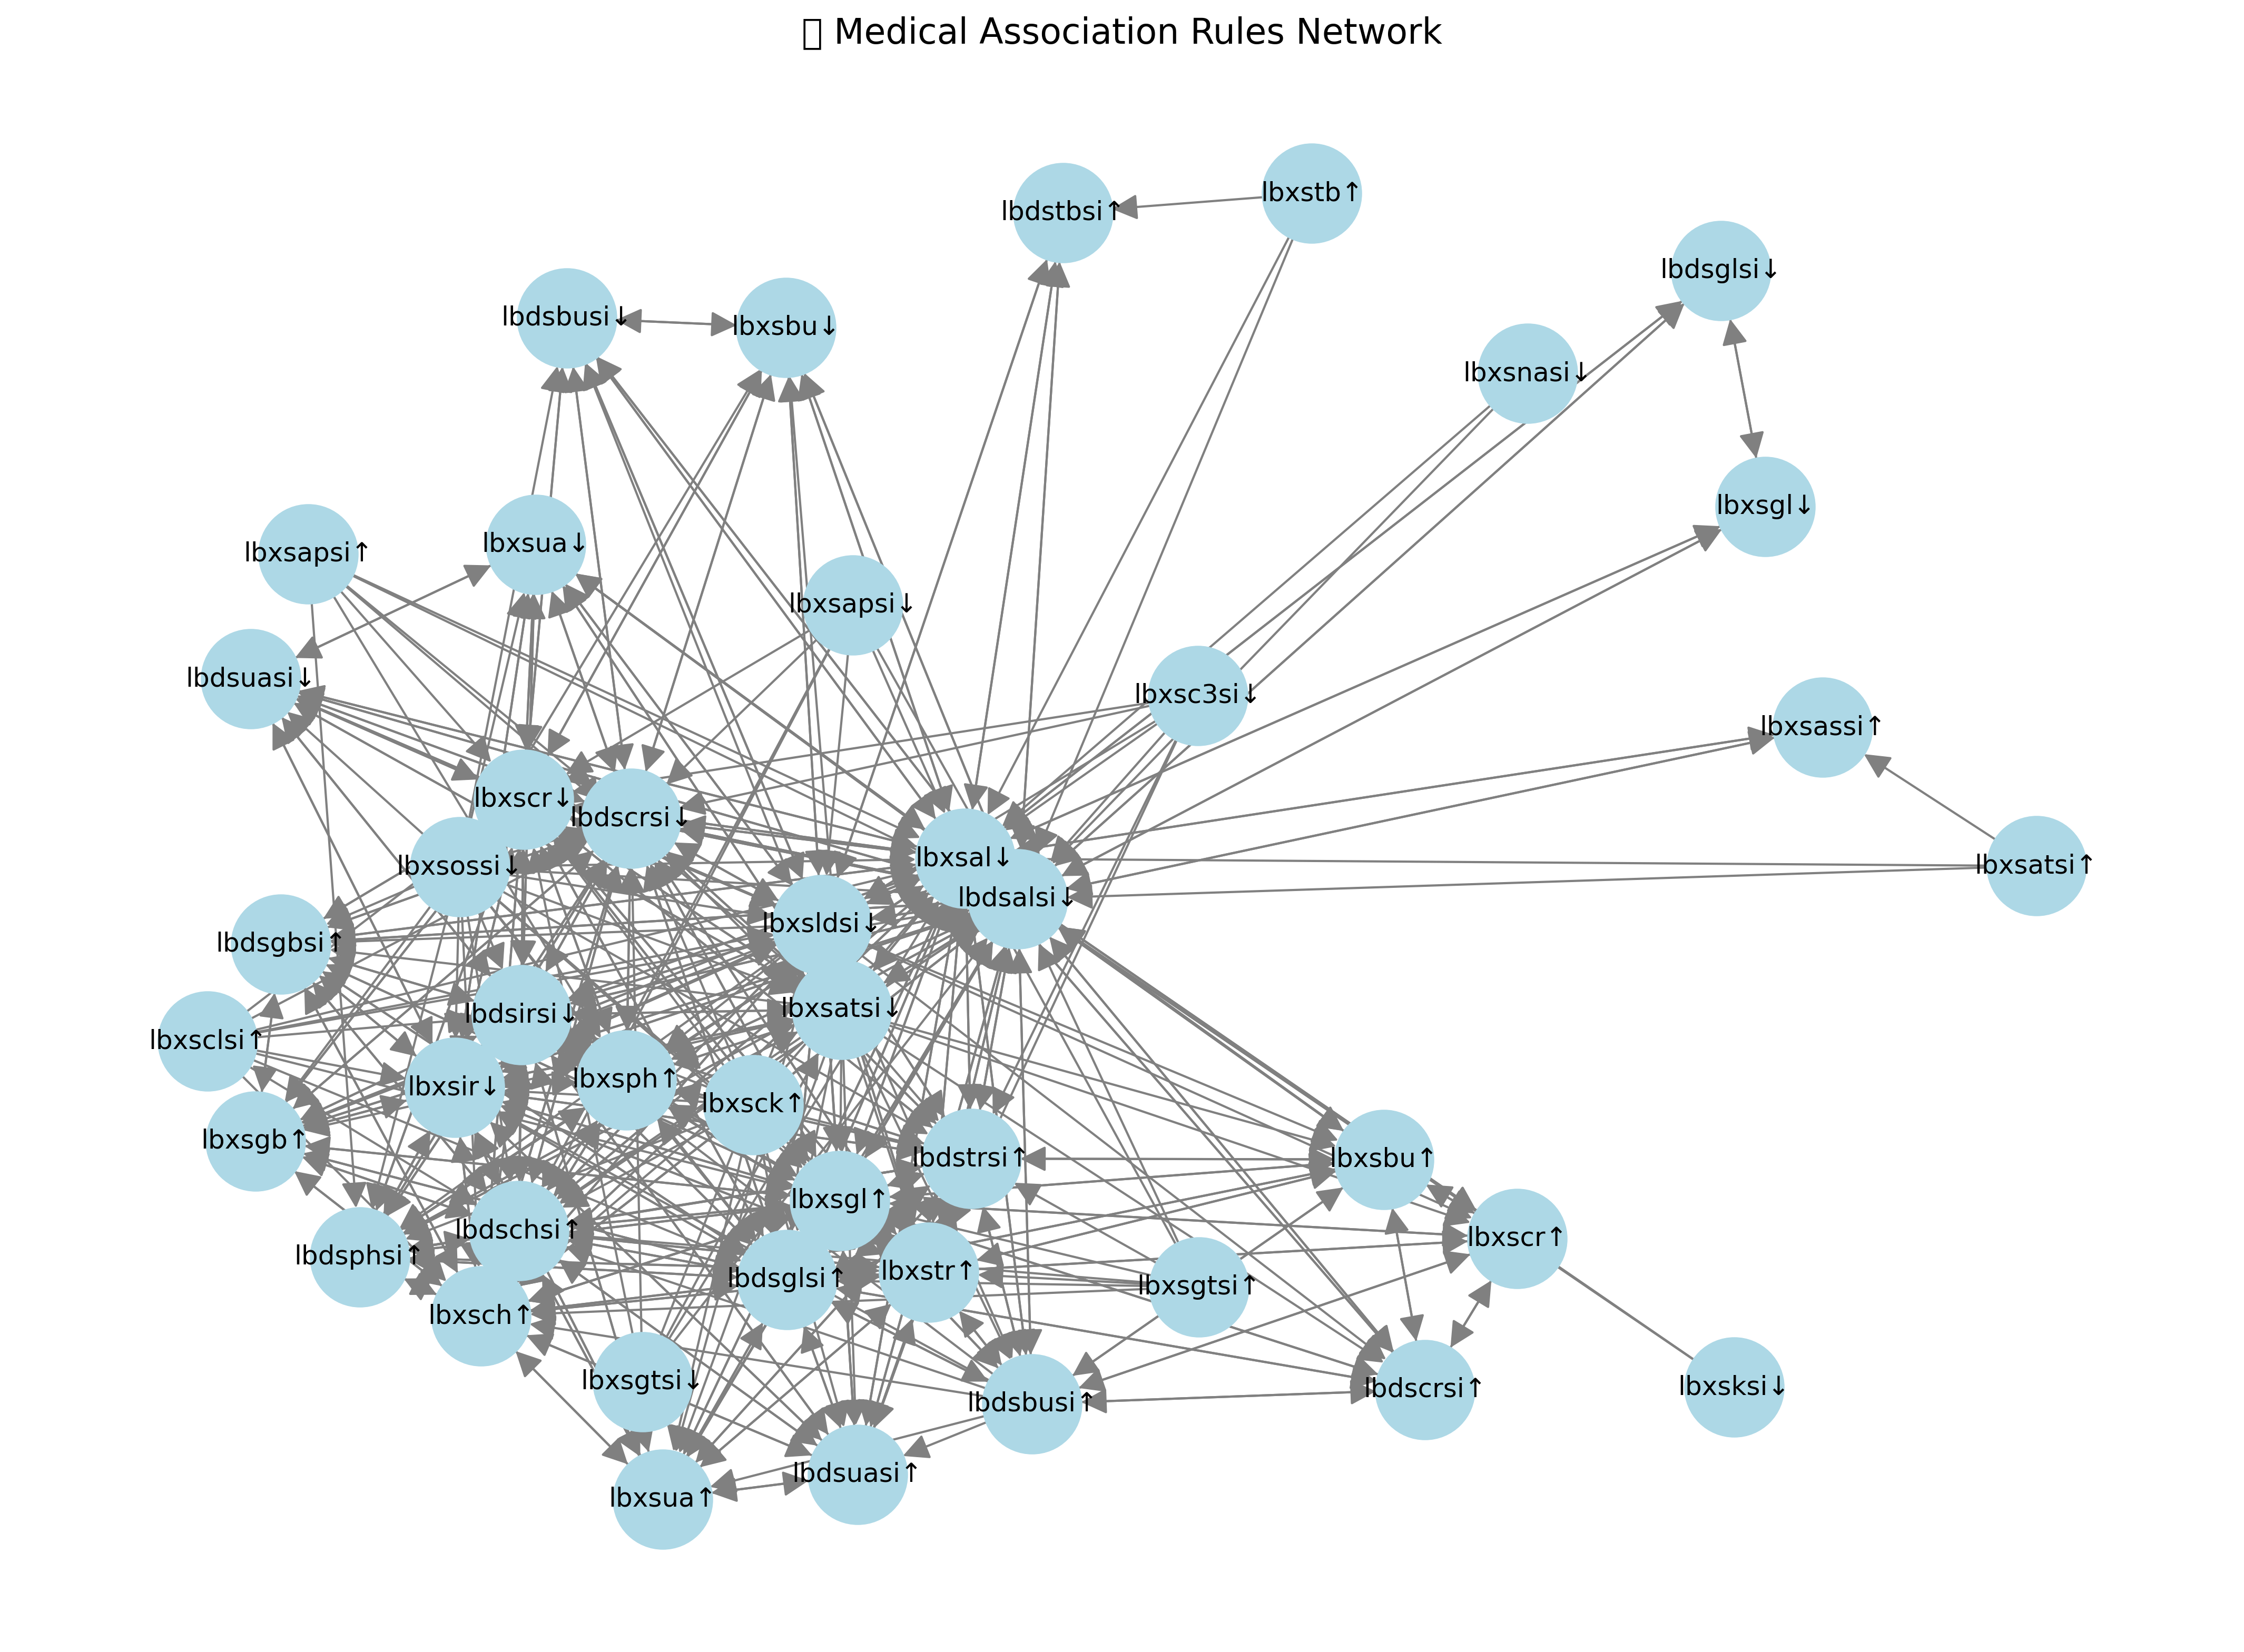 ▯ Medical Association Rules Network
lbxstb↑
lbdstbsi↑
lbdsglsi↓
lbdsbusi↓
lbxsbu↓
lbxsnasi↓
lbxsgl↓
lbxsua↓
lbxsapsi↑
lbxsapsi↓
lbdsuasi↓
lbxsc3si↓
lbxsassi↑
lbxscr↓
lbdscrsi↓
lbxsal↓
lbxsossi↓
lbxsatsi↑
lbdsalsi↓
lbxsldsi↓
lbdsgbsi↑
lbxsatsi↓
lbdsirsi↓
lbxsclsi↑
lbxsph↑
lbxsir↓
lbxsck↑
lbxsgb↑
lbdstrsi↑
lbxsbu↑
lbxsgl↑
lbdschsi↑
lbxscr↑
lbdsphsi↑
lbxstr↑
lbdsglsi↑
lbxsgtsi↑
lbxsch↑
lbxsgtsi↓
lbxsksi↓
lbdscrsi↑
lbdsbusi↑
lbdsuasi↑
lbxsua↑